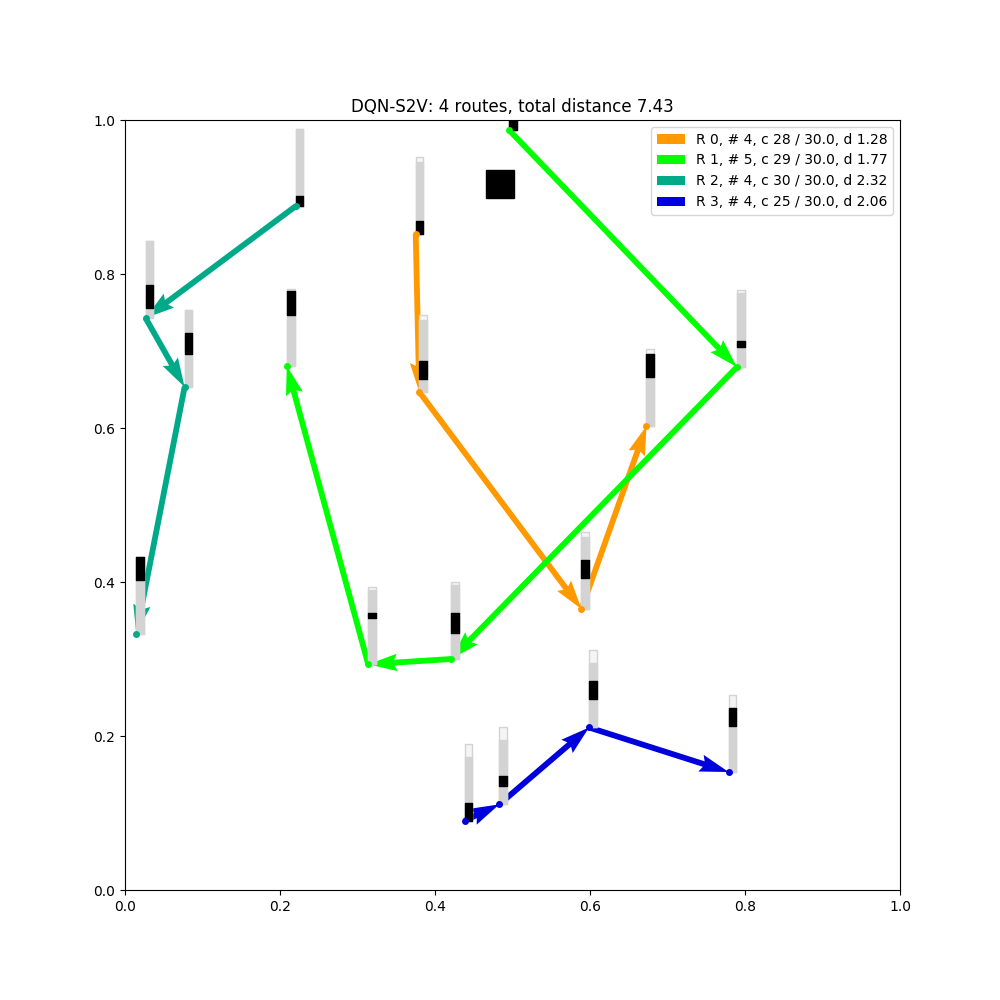 DQN-S2V: 4 routes, total distance 7.43
R 0, # 4, c 28 / 30.0, d 1.28
R 1, # 5, c 29 / 30.0, d 1.77
R 2, # 4, c 30 / 30.0, d 2.32
R 3, # 4, c 25 / 30.0, d 2.06
1.0
0.8
0.6
0.4
0.2
0.0
0.0 0.2 0.4 0.6 0.8 1.0